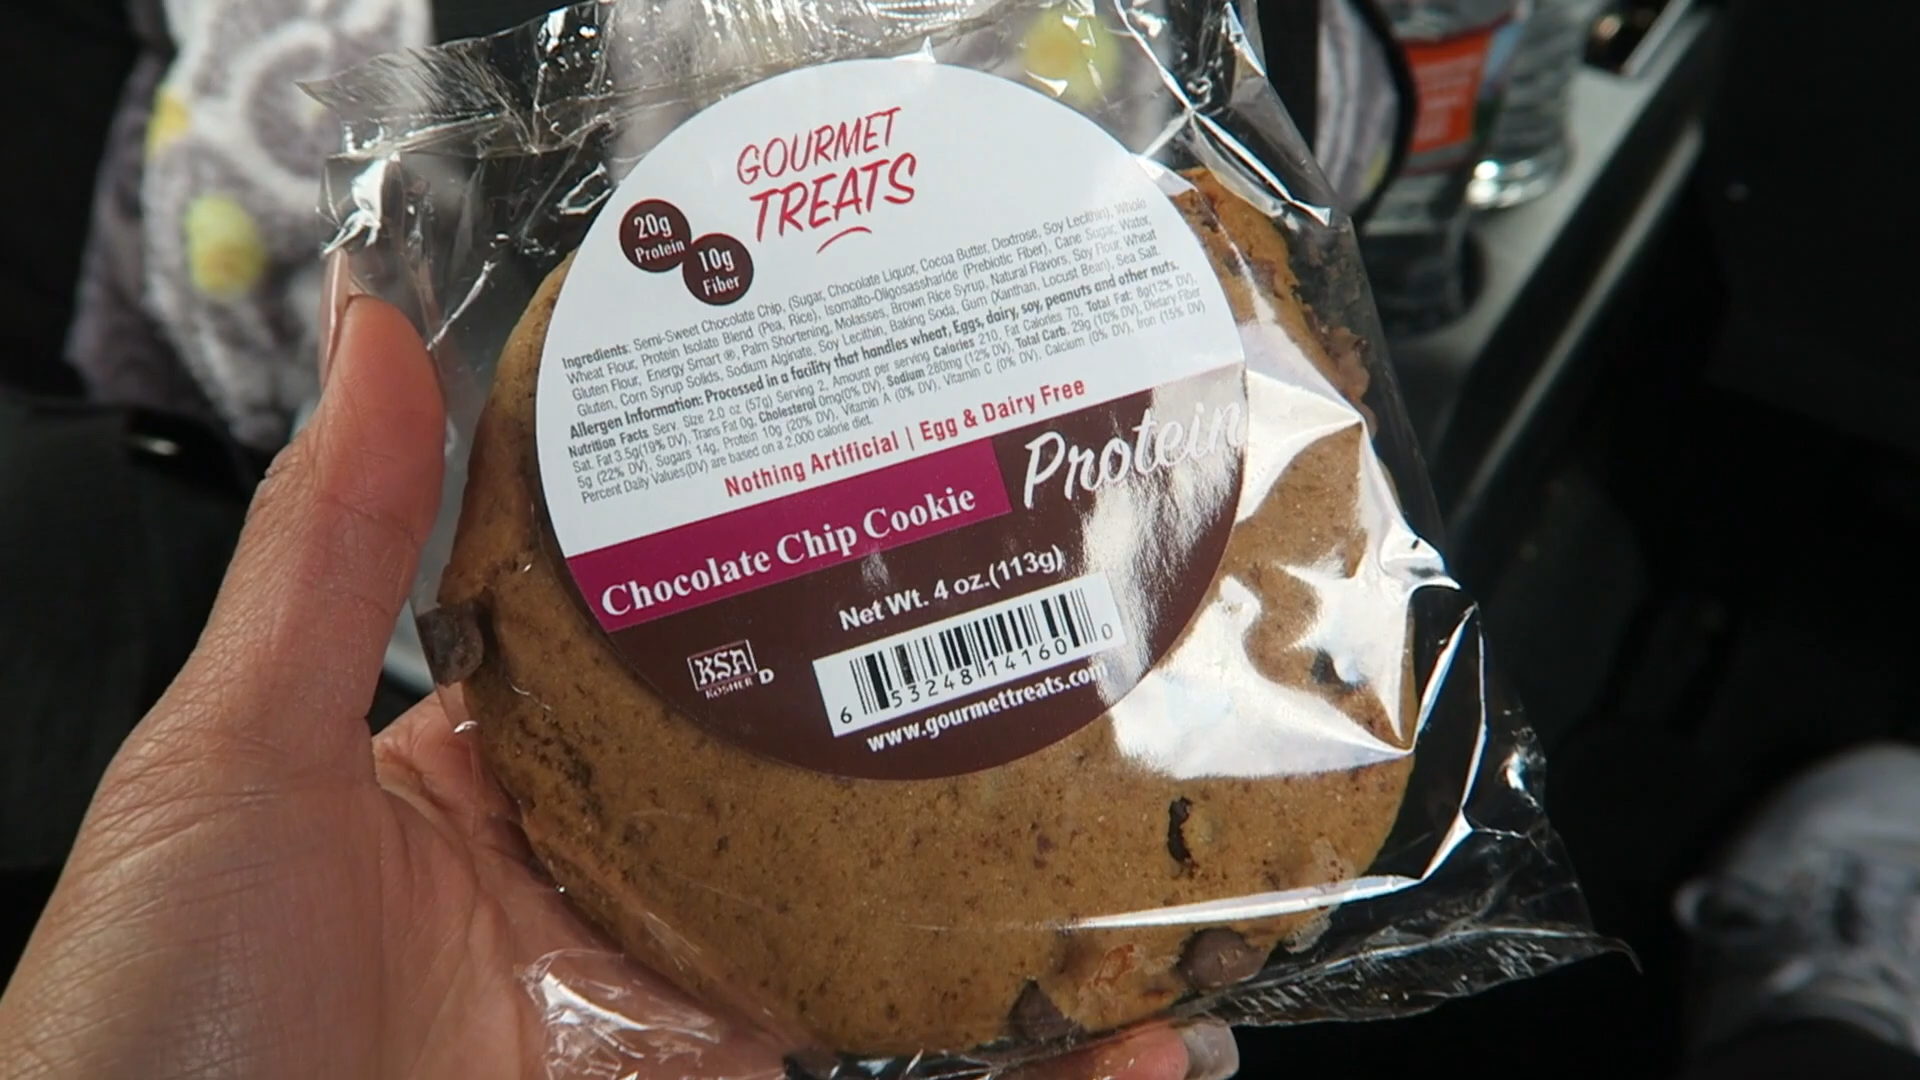 GOURMET
TREATS
20g
Protein
10g
Fiber
Ingredients: Semi-Sweet Chocolate Chip, (Sugar, Chocolate Liquor, Cocoa Butter, Dextrose, Soy Lecithin), Whole
Wheat Flour, Protein Isolate Blend (Pea, Rice), Isomalto-Oligosassharide (Prebiotic Fiber), Cane Sugar, Water,
Gluten Flour, Energy Smart ®, Palm Shortening, Molasses, Brown Rice Syrup, Natural Flavors, Soy Flour, Wheat
Gluten, Corn Syrup Solids, Sodium Alginate, Soy Lecithin, Baking Soda, Gum (Xanthan, Locust Bean), Sea Salt.
Allergen Information: Processed in a facility that handles wheat. Eggs, dairy, soy, peanuts and other nuts.
Nutrition Facts Serv. Size 2.0 oz (57g) Serving 2, Amount per serving Calories 210, Fat Calories 70, Total Fat: 8g(12% DV),
Sat. Fat 3.5g(19% DV), Trans Fat 0g, Cholesterol 0mg(0% DV), Sodium 280mg (12% DV), Total Carb. 29g (10% DV), Dietary Fiber
5g (22% DV), Sugars 14g, Protein 10g (20% DV), Vitamin A (0% DV), Vitamin C (0% DV), Calcium (0% DV), Iron (15% DV)
Percent Daily Values(DV) are based on a 2,000 calorie diet.
Nothing Artificial | Egg & Dairy Free
Protein
Chocolate Chip Cookie
Net Wt. 4 oz.(113g)
KSA
KOSHER D
6 53248 14160 0
www.gourmettreats.com